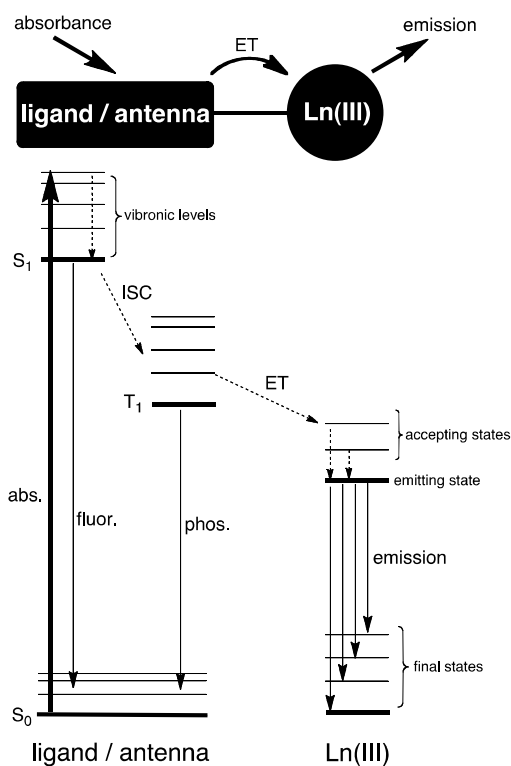 absorbance
emission
ET
ligand / antenna
Ln(III)
vibronic levels
S1
ISC
ET
T1
accepting states
emitting state
abs.
fluor.
phos.
emission
final states
S0
ligand / antenna
Ln(III)